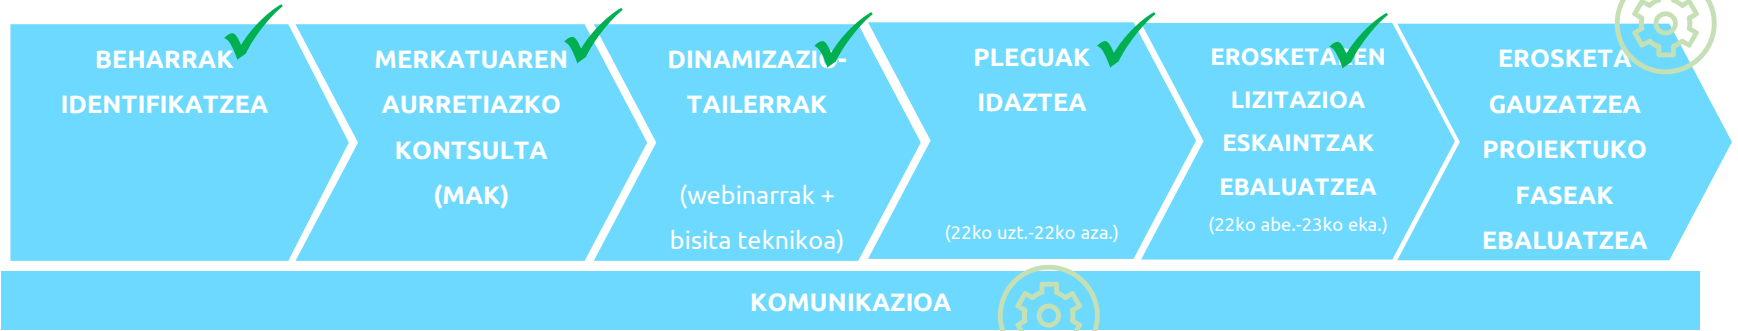 BEHARRAK
IDENTIFIKATZEA
MERKATUAREN
AURRETIAZKO
KONTSULTA
(MAK)
DINAMIZAZIO-
TAILERRAK
(webinarrak +
bisita teknikoa)
PLEGUAK
IDAZTEA
(22ko uzt.-22ko aza.)
EROSKETAREN
LIZITAZIOA
ESKAINTZAK
EBALUATZEA
(22ko abe.-23ko eka.)
EROSKETA
GAUZATZEA
PROIEKTUKO
FASEAK
EBALUATZEA
KOMUNIKAZIOA